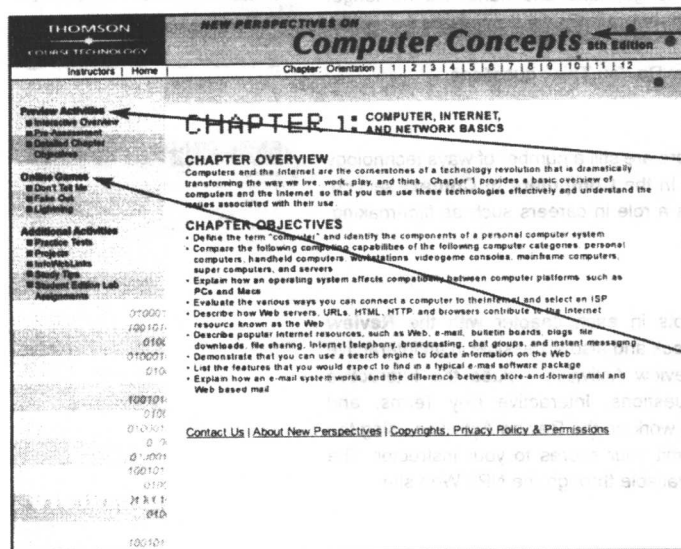 THOMSON
COURSE TECHNOLOGY
NEW PERSPECTIVES ON
Computer Concepts 8th Edition
Instructors | Home |
Chapter: Orientation | 1 | 2 | 3 | 4 | 5 | 6 | 7 | 8 | 9 | 10 | 11 | 12
Preview Activities
Interactive Overview
Pre-Assessment
Detailed Chapter
Objectives
Online Games
Don't Tell Me
Fake Out
Lightning
Additional Activities
Practice Tests
Projects
InfoWebLinks
Study Tips
Student Edition Lab
Assignments
CHAPTER 1: COMPUTER, INTERNET,
AND NETWORK BASICS
CHAPTER OVERVIEW
Computers and the Internet are the cornerstones of a technology revolution that is dramatically
transforming the way we live, work, play, and think. Chapter 1 provides a basic overview of
computers and the Internet, so that you can use these technologies effectively and understand the
issues associated with their use.
CHAPTER OBJECTIVES
• Define the term "computer" and identify the components of a personal computer system
• Compare the following computing capabilities of the following computer categories: personal
computers, handheld computers, workstations, videogame consoles, mainframe computers,
super computers, and servers
• Explain how an operating system affects compatibility between computer platforms, such as
PCs and Macs
• Evaluate the various ways you can connect a computer to theInternet and select an ISP
• Describe how Web servers, URLs, HTML, HTTP, and browsers contribute to the Internet
resource known as the Web
• Describe popular Internet resources, such as Web, e-mail, bulletin boards, blogs, file
downloads, file sharing, Internet telephony, broadcasting, chat groups, and instant messaging
• Demonstrate that you can use a search engine to locate information on the Web
• List the features that you would expect to find in a typical e-mail software package
• Explain how an e-mail system works, and the difference between store-and-forward mail and
Web based mail
Contact Us | About New Perspectives | Copyrights, Privacy Policy & Permissions